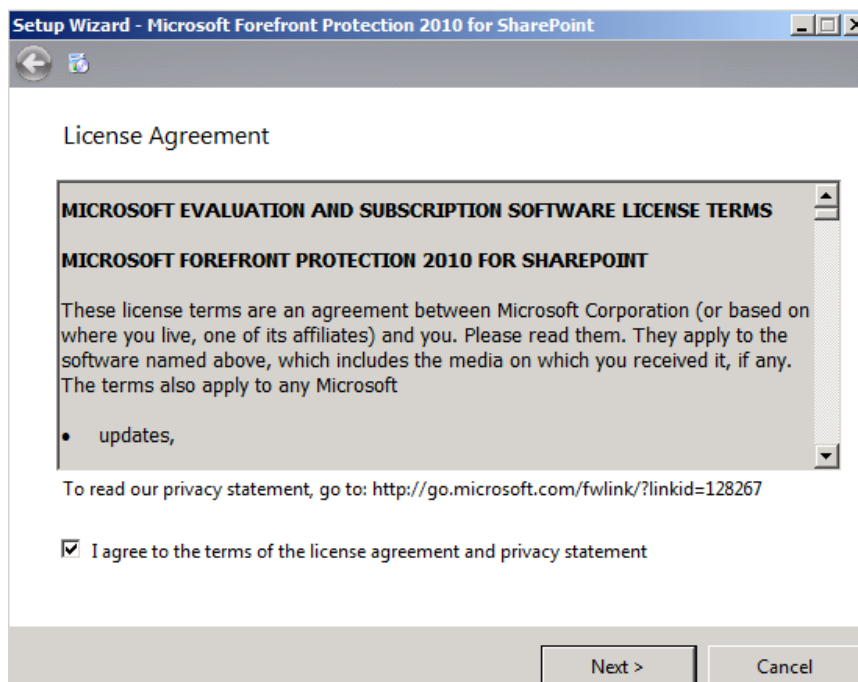 Setup Wizard - Microsoft Forefront Protection 2010 for SharePoint
License Agreement
MICROSOFT EVALUATION AND SUBSCRIPTION SOFTWARE LICENSE TERMS
MICROSOFT FOREFRONT PROTECTION 2010 FOR SHAREPOINT
These license terms are an agreement between Microsoft Corporation (or based on
where you live, one of its affiliates) and you. Please read them. They apply to the
software named above, which includes the media on which you received it, if any.
The terms also apply to any Microsoft
• updates,
To read our privacy statement, go to: http://go.microsoft.com/fwlink/?linkid=128267
I agree to the terms of the license agreement and privacy statement
Next > Cancel